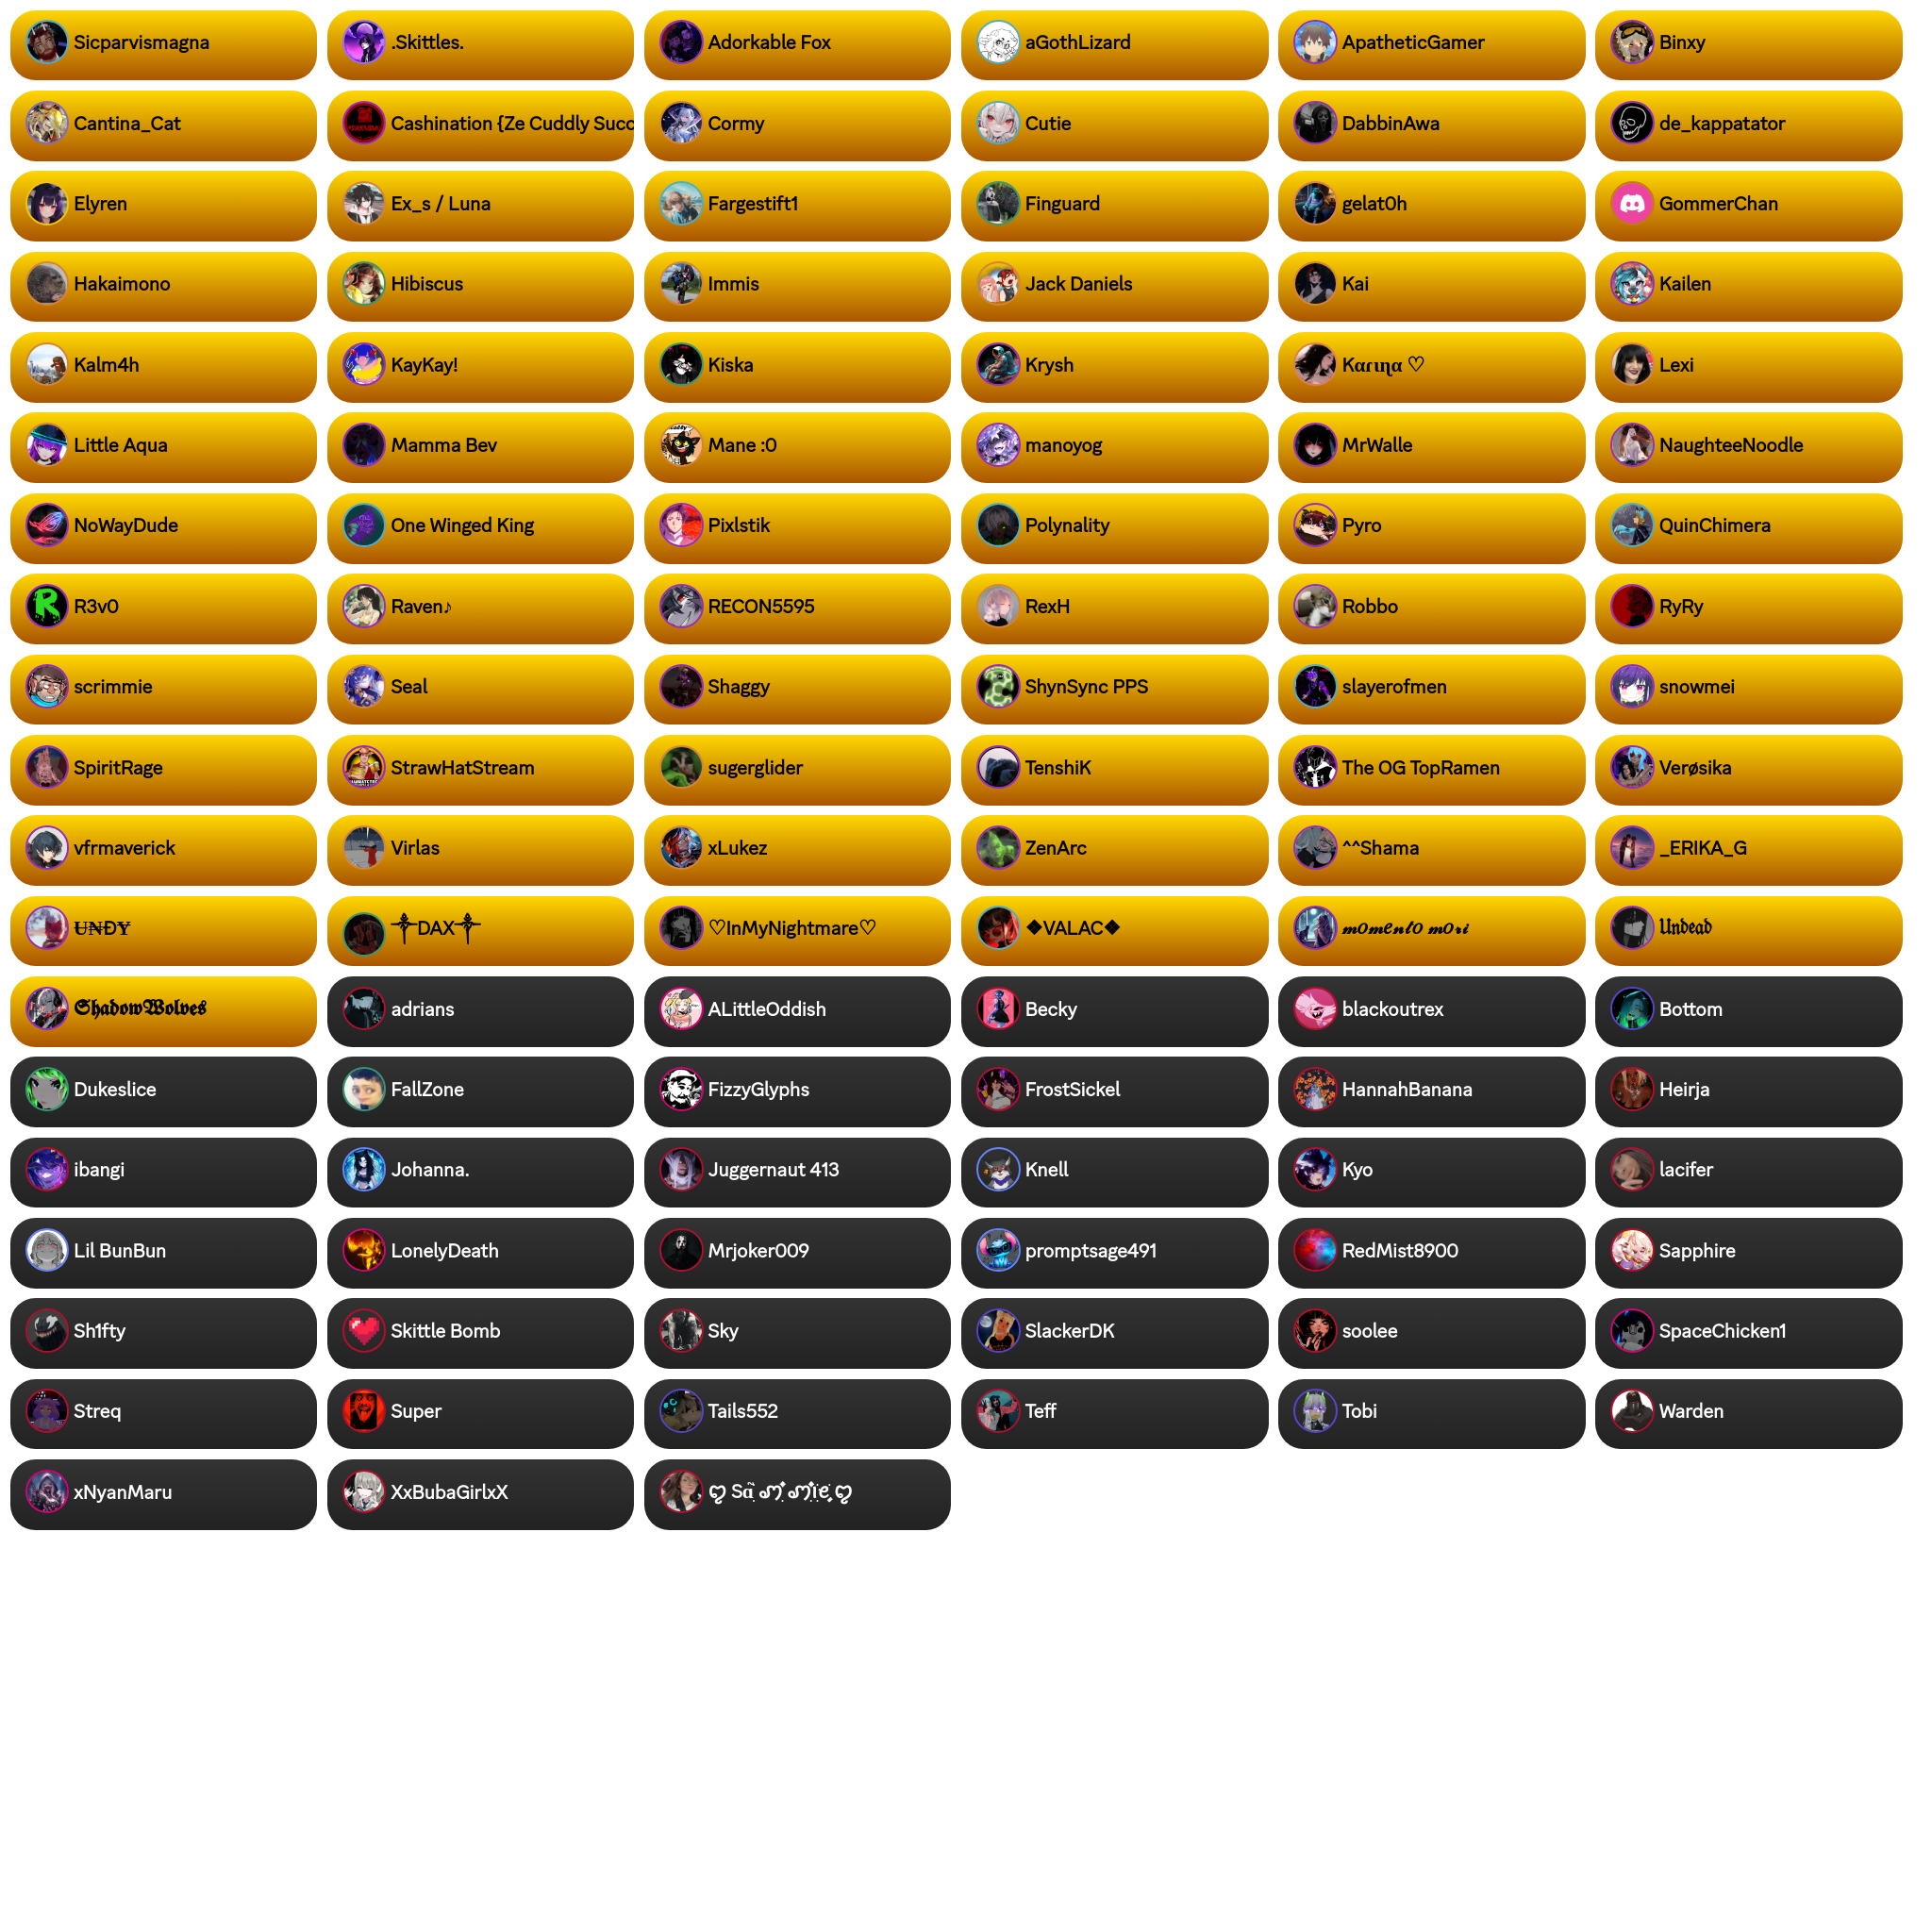 Sicparvismagna
.Skittles.
Adorkable Fox
aGothLizard
ApatheticGamer
Binxy
Cantina_Cat
Cashination {Ze Cuddly Succ
Cormy
Cutie
DabbinAwa
de_kappatator
Elyren
Ex_s / Luna
Fargestift1
Finguard
gelat0h
GommerChan
Hakaimono
Hibiscus
Immis
Jack Daniels
Kai
Kailen
Kalm4h
KayKay!
Kiska
Krysh
Kαɾιɳα ♡
Lexi
Little Aqua
Mamma Bev
Mane :0
manoyog
MrWalle
NaughteeNoodle
NoWayDude
One Winged King
Pixlstik
Polynality
Pyro
QuinChimera
R3v0
Raven♪
RECON5595
RexH
Robbo
RyRy
scrimmie
Seal
Shaggy
ShynSync PPS
slayerofmen
snowmei
SpiritRage
StrawHatStream
sugerglider
TenshiK
The OG TopRamen
Verøsika
vfrmaverick
Virlas
xLukez
ZenArc
^^Shama
_ERIKA_G
U̶₦ĐɎ
⸸DAX⸸
♡InMyNightmare♡
❖VALAC❖
𝓶𝓸𝓶𝓮𝓷𝓽𝓸 𝓶𝓸𝓻𝓲
𝔘𝔫𝔡𝔢𝔞𝔡
𝕾𝖍𝖆𝖉𝖔𝖜𝖂𝖔𝖑𝖛𝖊𝖘
adrians
ALittleOddish
Becky
blackoutrex
Bottom
Dukeslice
FallZone
FizzyGlyphs
FrostSickel
HannahBanana
Heirja
ibangi
Johanna.
Juggernaut 413
Knell
Kyo
lacifer
Lil BunBun
LonelyDeath
Mrjoker009
promptsage491
RedMist8900
Sapphire
Sh1fty
Skittle Bomb
Sky
SlackerDK
soolee
SpaceChicken1
Streq
Super
Tails552
Teff
Tobi
Warden
xNyanMaru
XxBubaGirlxX